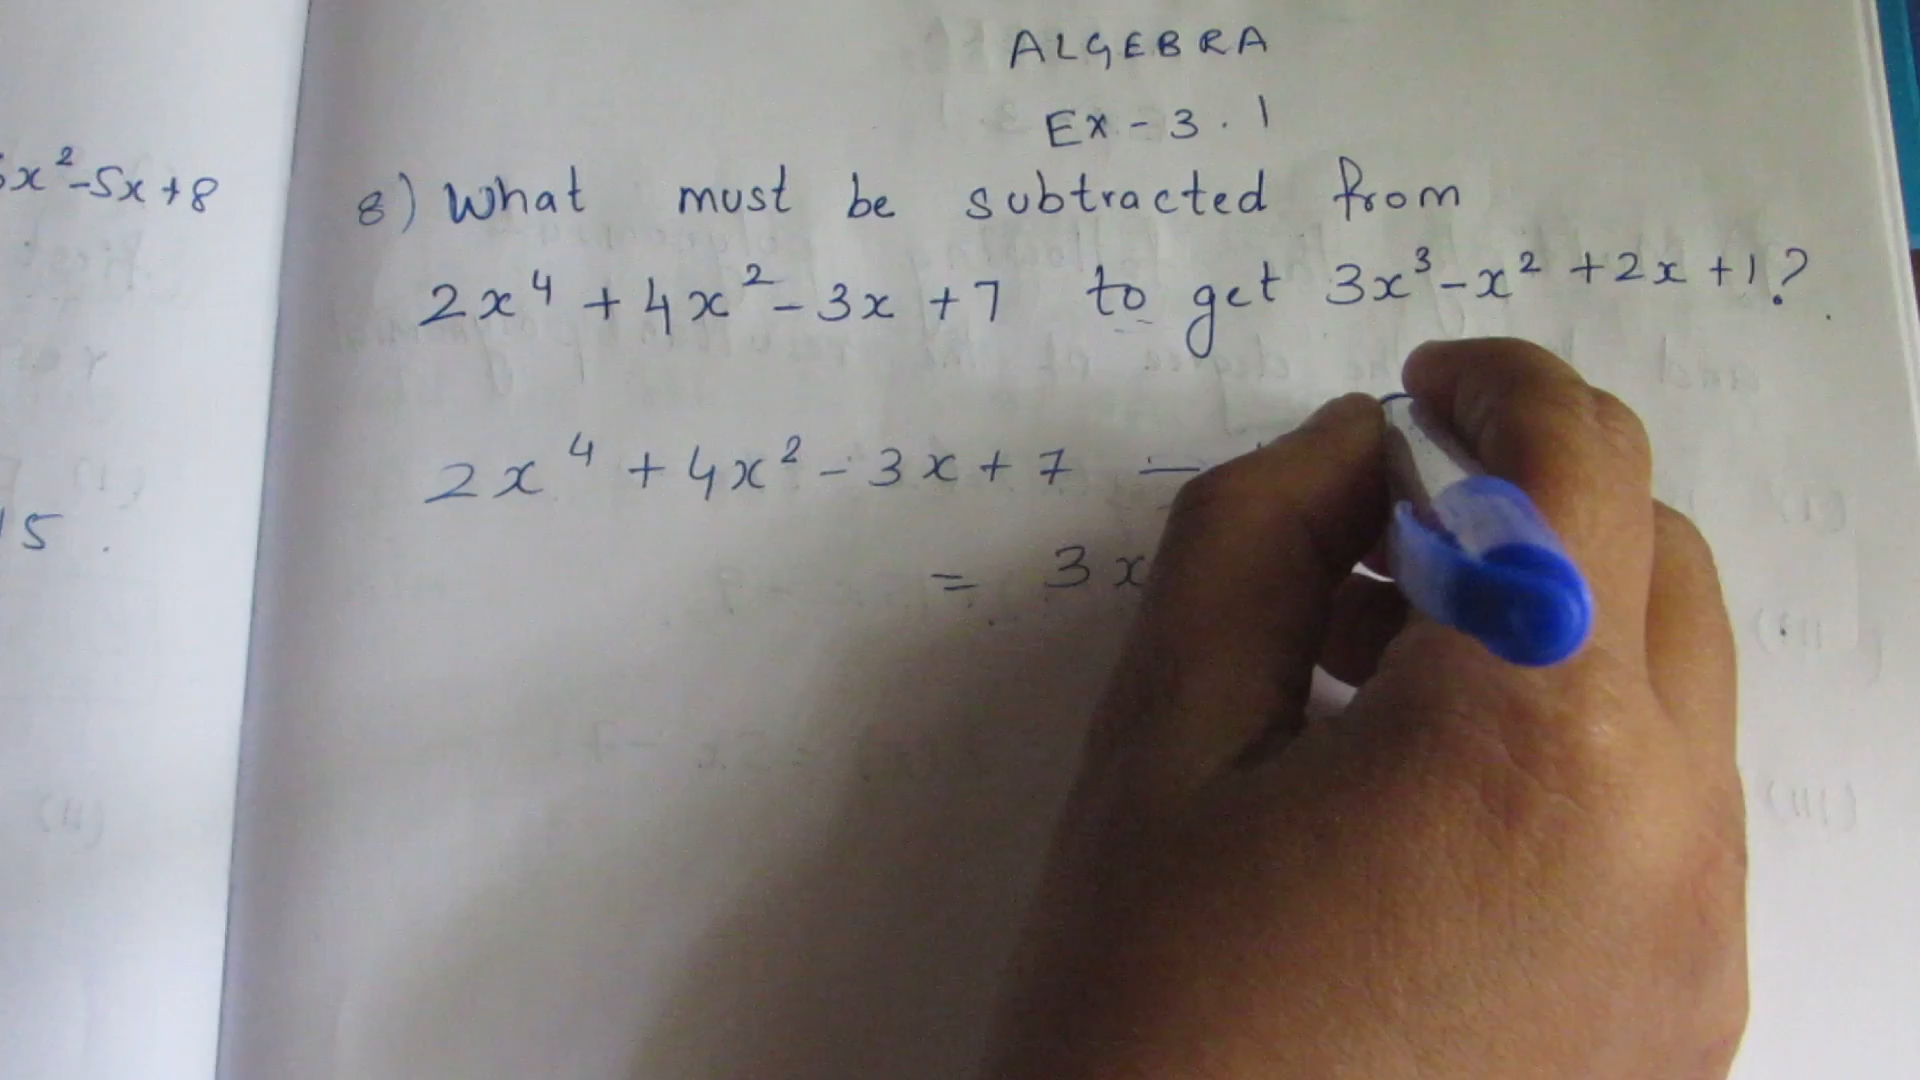 x²-5x+8
15.
ALGEBRA
Ex-3.1
8) What must be subtracted from
2x⁴ + 4x² - 3x + 7 to get 3x³-x² +2x +1?
2x⁴ + 4x² - 3x + 7 -
= 3x